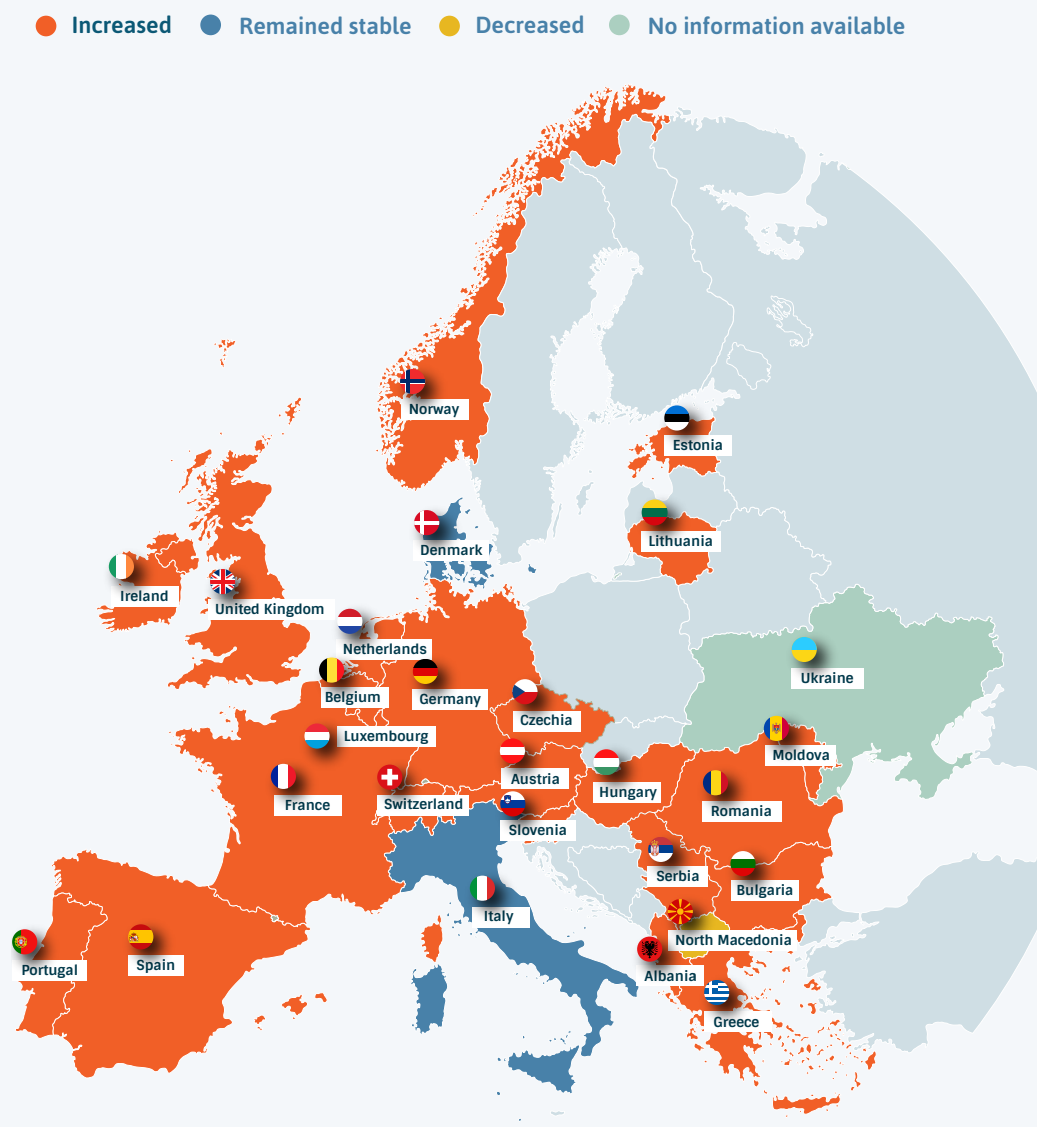 Increased Remained stable Decreased No information available
Norway
Estonia
Lithuania
Denmark
Ireland
United Kingdom
Netherlands
Ukraine
Belgium
Germany
Czechia
Luxembourg
Moldova
Austria
Hungary
France
Switzerland
Romania
Slovenia
Serbia
Bulgaria
Italy
North Macedonia
Spain
Portugal
Albania
Greece